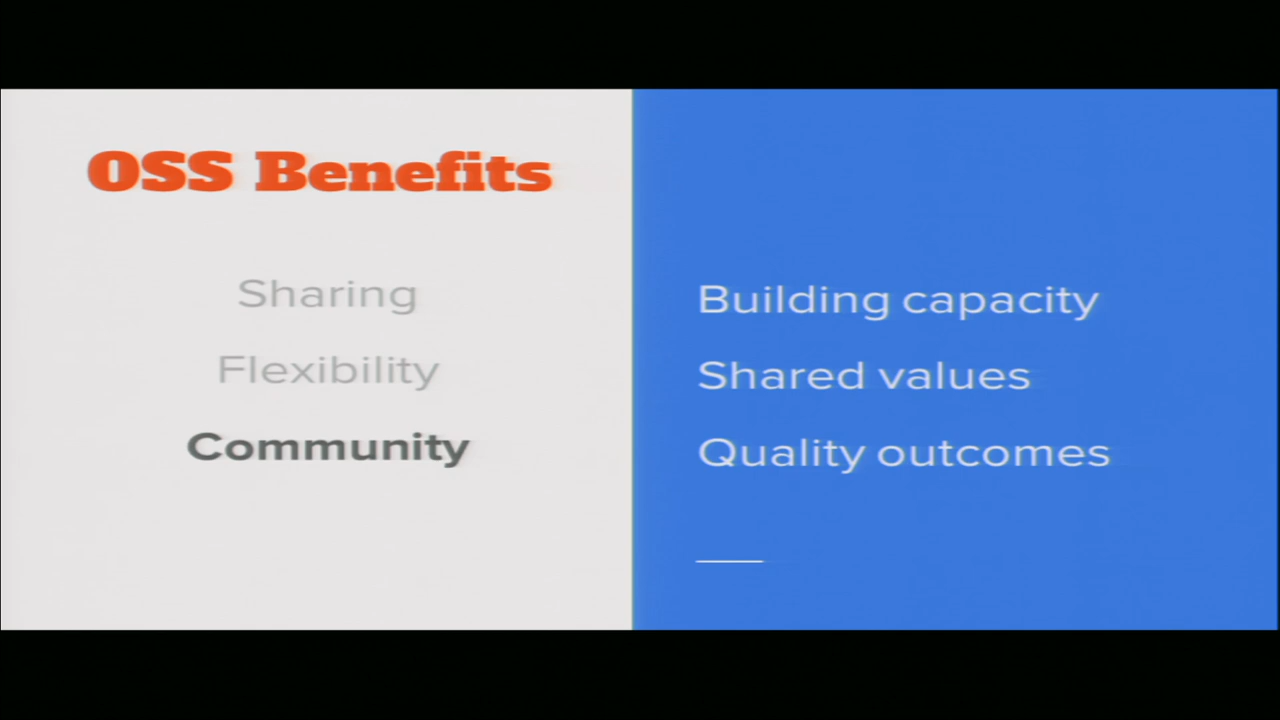 OSS Benefits
Sharing
Flexibility
Community
Building capacity
Shared values
Quality outcomes